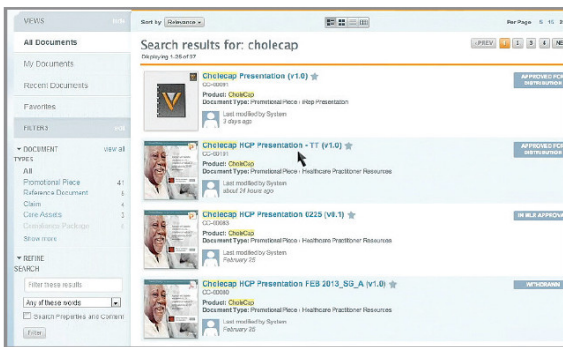 VIEWS
All Documents
My Documents
Recent Documents
Favorites
FILTERS
DOCUMENT TYPES
view all
All
Promotional Piece
Reference Document
Claim
Core Assets
Compliance Package
Show more
REFINE SEARCH
Filter these results
Any of these words
Search Properties and Content
Filter
Sort by Relevance
Per Page
Search results for: cholecap
PREV 1 2 3 4
Cholecap Presentation (v1.0)
Product: CholeCap
Document Type: Promotional Piece › iRep Presentation
Last modified by System
3 days ago
APPROVED FOR DISTRIBUTION
Cholecap HCP Presentation - TT (v1.0)
Product: CholeCap
Document Type: Promotional Piece › Healthcare Practitioner Resources
Last modified by System
about 24 hours ago
APPROVED FOR DISTRIBUTION
Cholecap HCP Presentation 0225 (v8.1)
Product: CholeCap
Document Type: Promotional Piece › Healthcare Practitioner Resources
Last modified by System
February 25
Cholecap HCP Presentation FEB 2013_SG_A (v1.0)
Product: CholeCap
Document Type: Promotional Piece › Healthcare Practitioner Resources
Last modified by System
February 25
WITHDRAWN